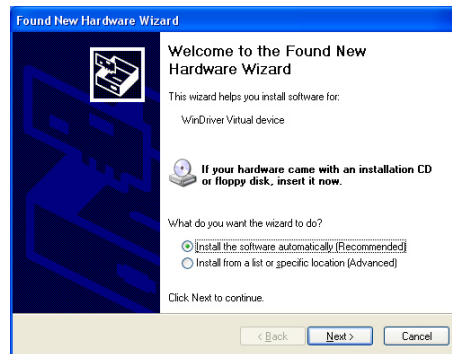 Found New Hardware Wizard
Welcome to the Found New
Hardware Wizard
This wizard helps you install software for:
WinDriver Virtual device
If your hardware came with an installation CD
or floppy disk, insert it now.
What do you want the wizard to do?
Install the software automatically (Recommended)
Install from a list or specific location (Advanced)
Click Next to continue.
< Back
Next >
Cancel